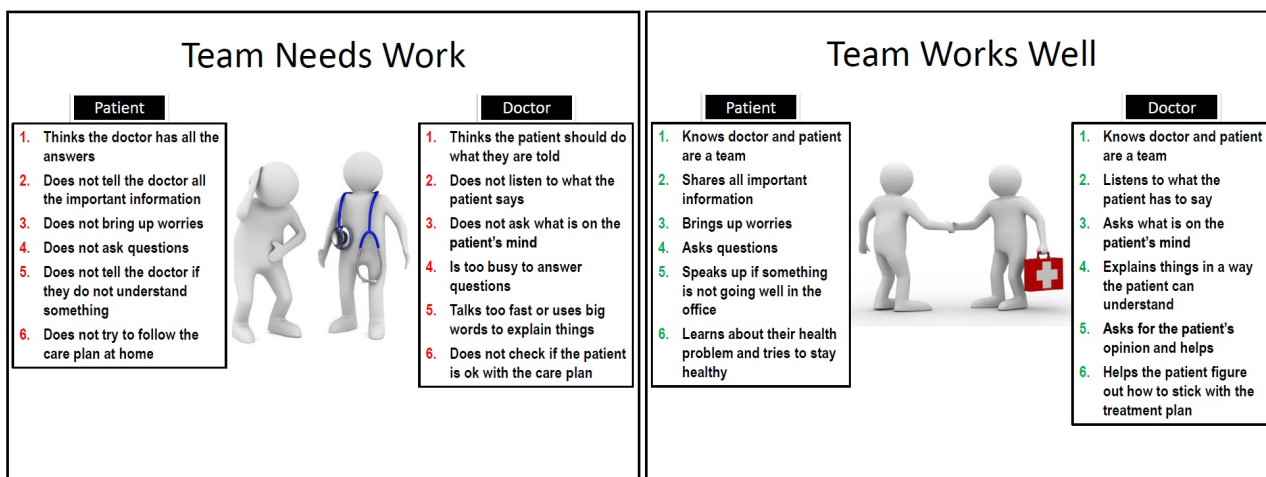 Team Needs Work
Patient
1. Thinks the doctor has all the
answers
2. Does not tell the doctor all
the important information
3. Does not bring up worries
4. Does not ask questions
5. Does not tell the doctor if
they do not understand
something
6. Does not try to follow the
care plan at home
Doctor
1. Thinks the patient should do
what they are told
2. Does not listen to what the
patient says
3. Does not ask what is on the
patient's mind
4. Is too busy to answer
questions
5. Talks too fast or uses big
words to explain things
6. Does not check if the patient
is ok with the care plan
Team Works Well
Patient
1. Knows doctor and patient
are a team
2. Shares all important
information
3. Brings up worries
4. Asks questions
5. Speaks up if something
is not going well in the
office
6. Learns about their health
problem and tries to stay
healthy
Doctor
1. Knows doctor and patient
are a team
2. Listens to what the
patient has to say
3. Asks what is on the
patient's mind
4. Explains things in a way
the patient can
understand
5. Asks for the patient's
opinion and helps
6. Helps the patient figure
out how to stick with the
treatment plan